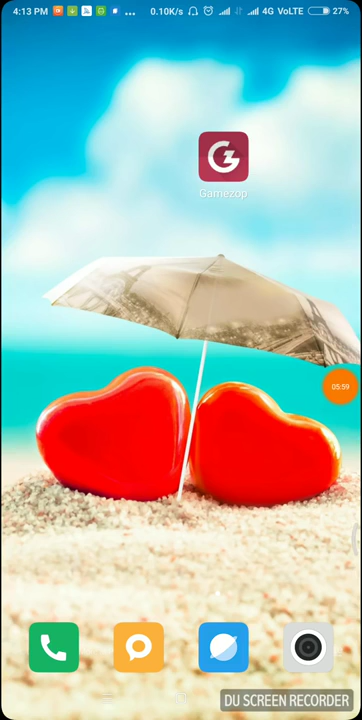 4:13 PM ... 0.10K/s 4G VoLTE 27%
Gamezop
05:59
DU SCREEN RECORDER